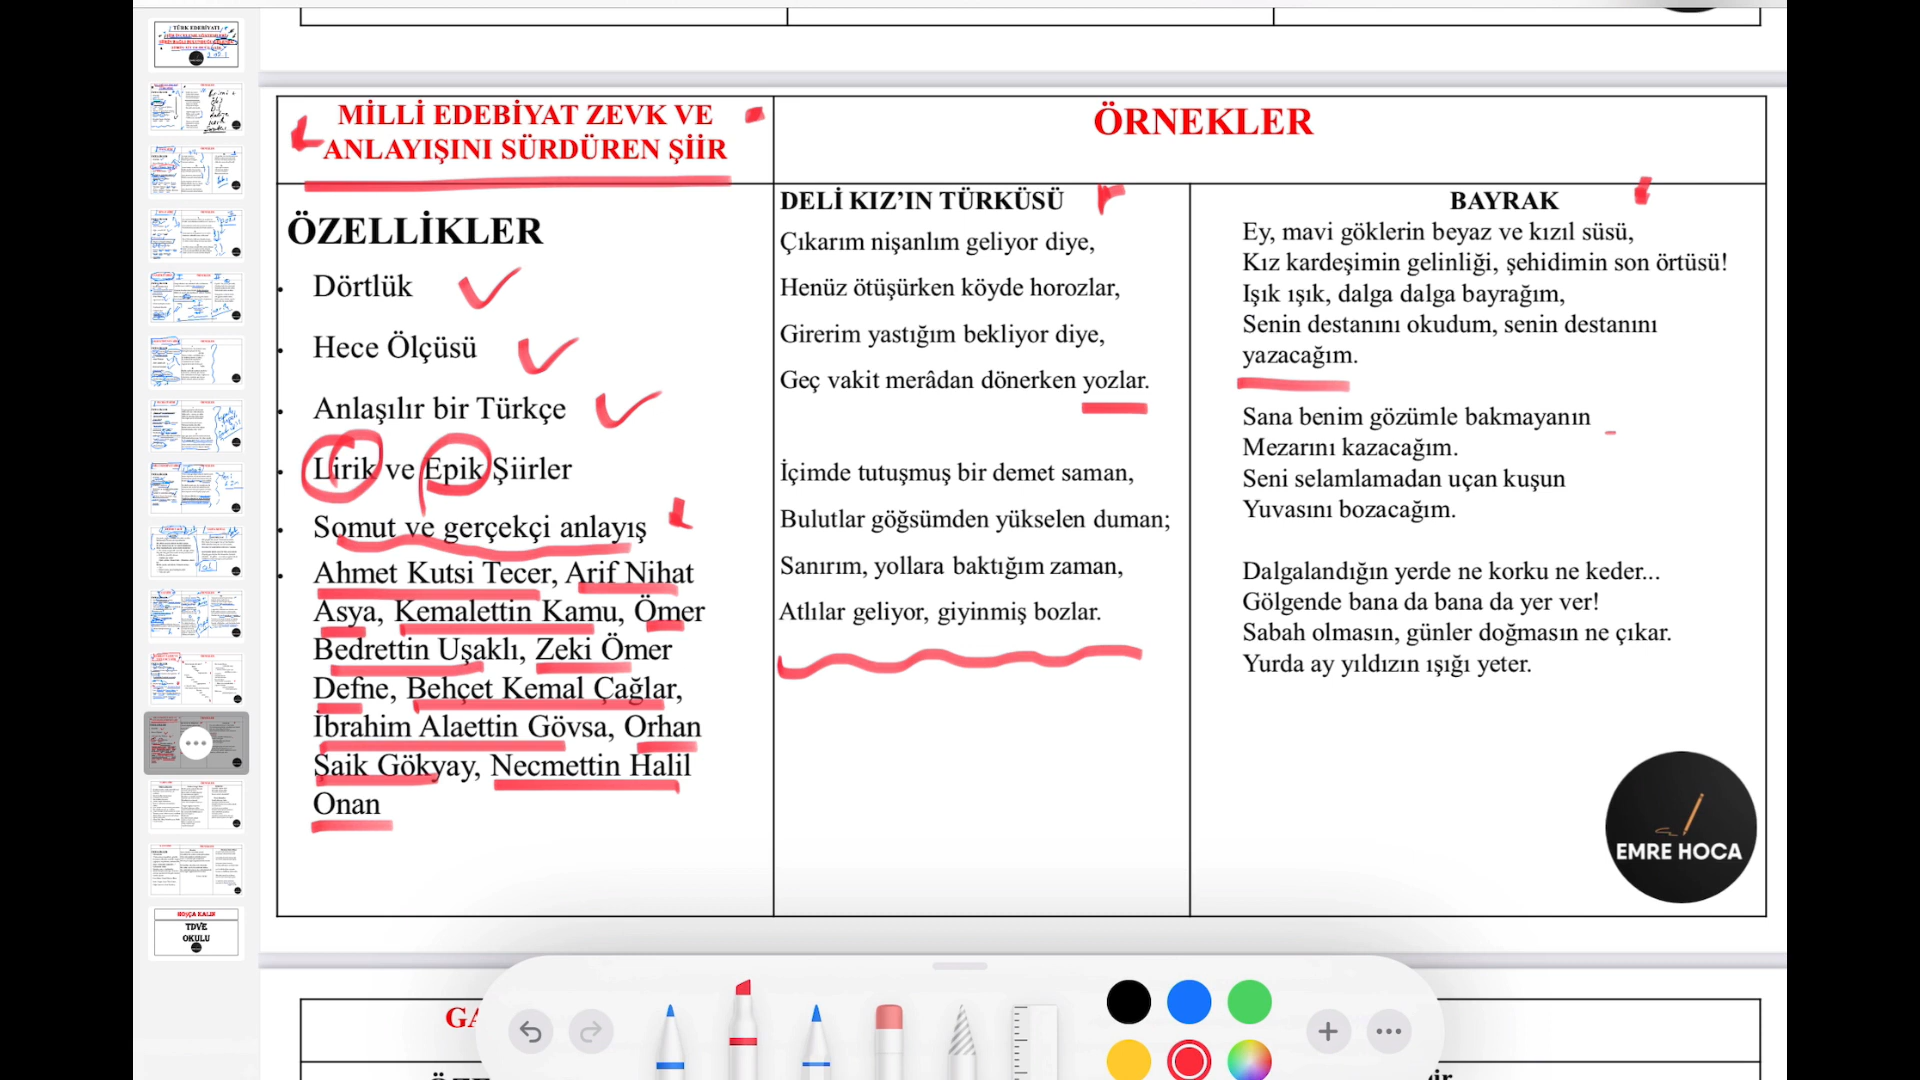 TÜRK EDEBİYATI
MİLLİ EDEBİYAT ZEVK VE
ANLAYIŞINI SÜRDÜREN ŞİİR
ÖRNEKLER
ÖZELLİKLER
Dörtlük
Hece Ölçüsü
Anlaşılır bir Türkçe
Lirik ve Epik Şiirler
Somut ve gerçekçi anlayış
Ahmet Kutsi Tecer, Arif Nihat
Asya, Kemalettin Kamu, Ömer
Bedrettin Uşaklı, Zeki Ömer
Defne, Behçet Kemal Çağlar,
İbrahim Alaettin Gövsa, Orhan
Şaik Gökyay, Necmettin Halil
Onan
DELİ KIZ’IN TÜRKÜSÜ
Çıkarım nişanlım geliyor diye,
Henüz ötüşürken köyde horozlar,
Girerim yastığım bekliyor diye,
Geç vakit merâdan dönerken yozlar.
İçimde tutuşmuş bir demet saman,
Bulutlar göğsümden yükselen duman;
Sanırım, yollara baktığım zaman,
Atlılar geliyor, giyinmiş bozlar.
BAYRAK
Ey, mavi göklerin beyaz ve kızıl süsü,
Kız kardeşimin gelinliği, şehidimin son örtüsü!
Işık ışık, dalga dalga bayrağım,
Senin destanını okudum, senin destanını
yazacağım.
Sana benim gözümle bakmayanın
Mezarını kazacağım.
Seni selamlamadan uçan kuşun
Yuvasını bozacağım.
Dalgalandığın yerde ne korku ne keder...
Gölgende bana da bana da yer ver!
Sabah olmasın, günler doğmasın ne çıkar.
Yurda ay yıldızın ışığı yeter.
EMRE HOCA
HOŞÇA KALIN
TDVE
OKULU